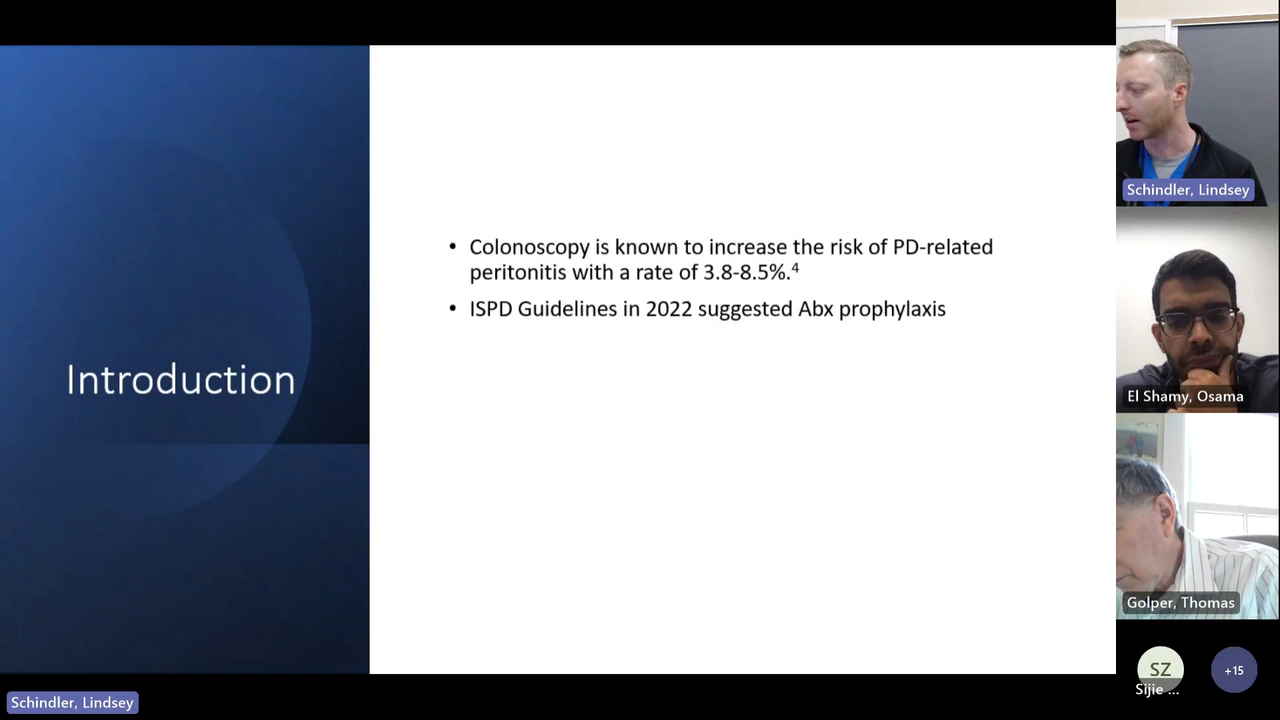 Introduction
• Colonoscopy is known to increase the risk of PD-related
peritonitis with a rate of 3.8-8.5%.⁴
• ISPD Guidelines in 2022 suggested Abx prophylaxis
Schindler, Lindsey
El Shamy, Osama
Golper, Thomas
SZ
Sijie ...
+15
Schindler, Lindsey